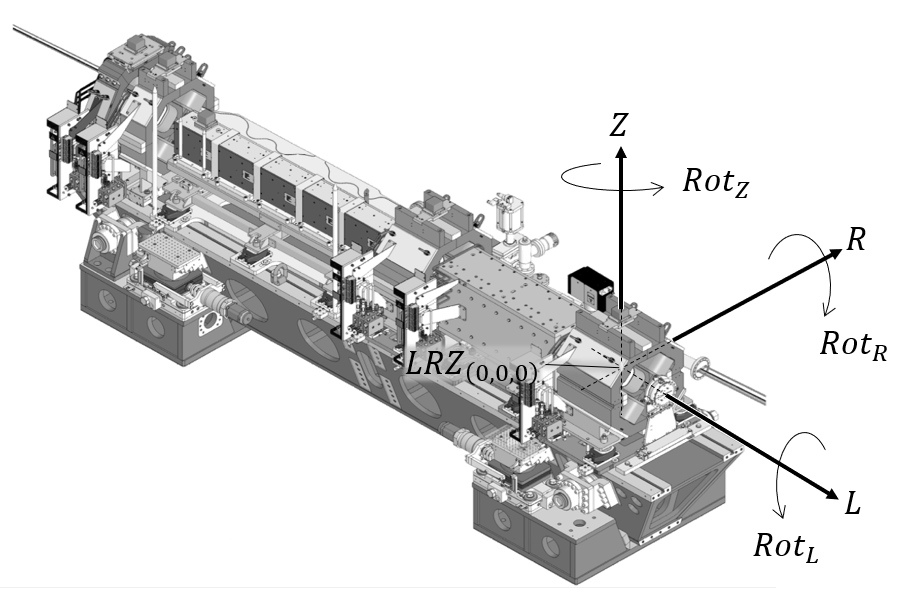 Z
Rot_Z
R
Rot_R
LRZ_(0,0,0)
L
Rot_L